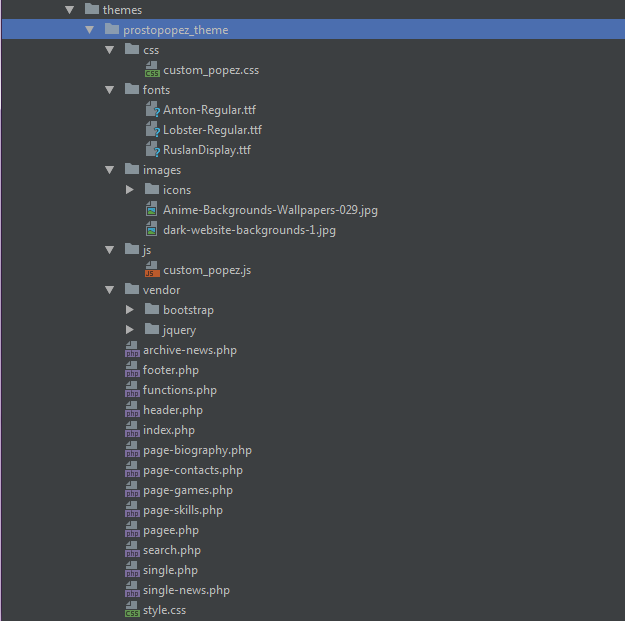 themes
prostopopez_theme
css
custom_popez.css
fonts
Anton-Regular.ttf
Lobster-Regular.ttf
RuslanDisplay.ttf
images
icons
Anime-Backgrounds-Wallpapers-029.jpg
dark-website-backgrounds-1.jpg
js
custom_popez.js
vendor
bootstrap
jquery
archive-news.php
footer.php
functions.php
header.php
index.php
page-biography.php
page-contacts.php
page-games.php
page-skills.php
pagee.php
search.php
single.php
single-news.php
style.css